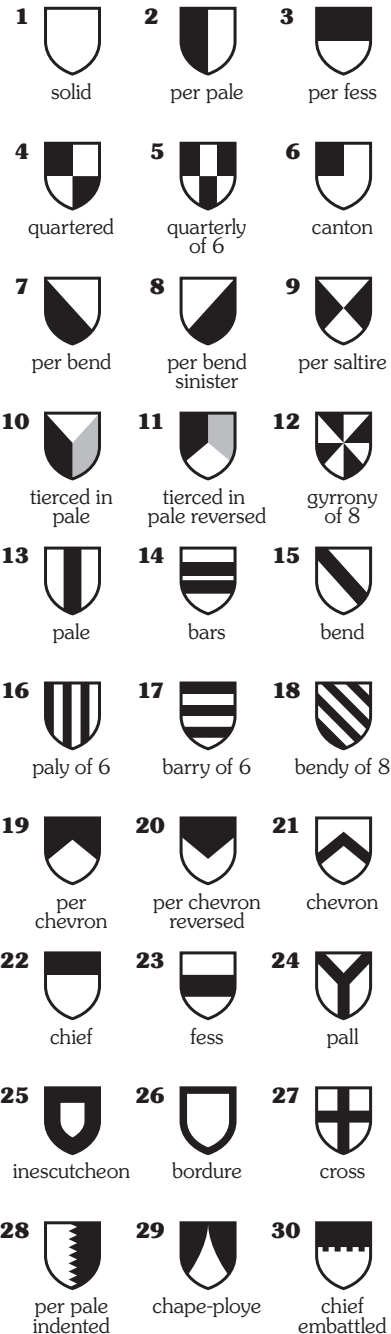 1 2 3
solid per pale per fess
4 5 6
quartered quarterly canton
of 6
7 8 9
per bend per bend per saltire
sinister
10 11 12
tierced in tierced in gyrrony
pale pale reversed of 8
13 14 15
pale bars bend
16 17 18
paly of 6 barry of 6 bendy of 8
19 20 21
per per chevron chevron
chevron reversed
22 23 24
chief fess pall
25 26 27
inescutcheon bordure cross
28 29 30
per pale chape-ploye chief
indented embattled